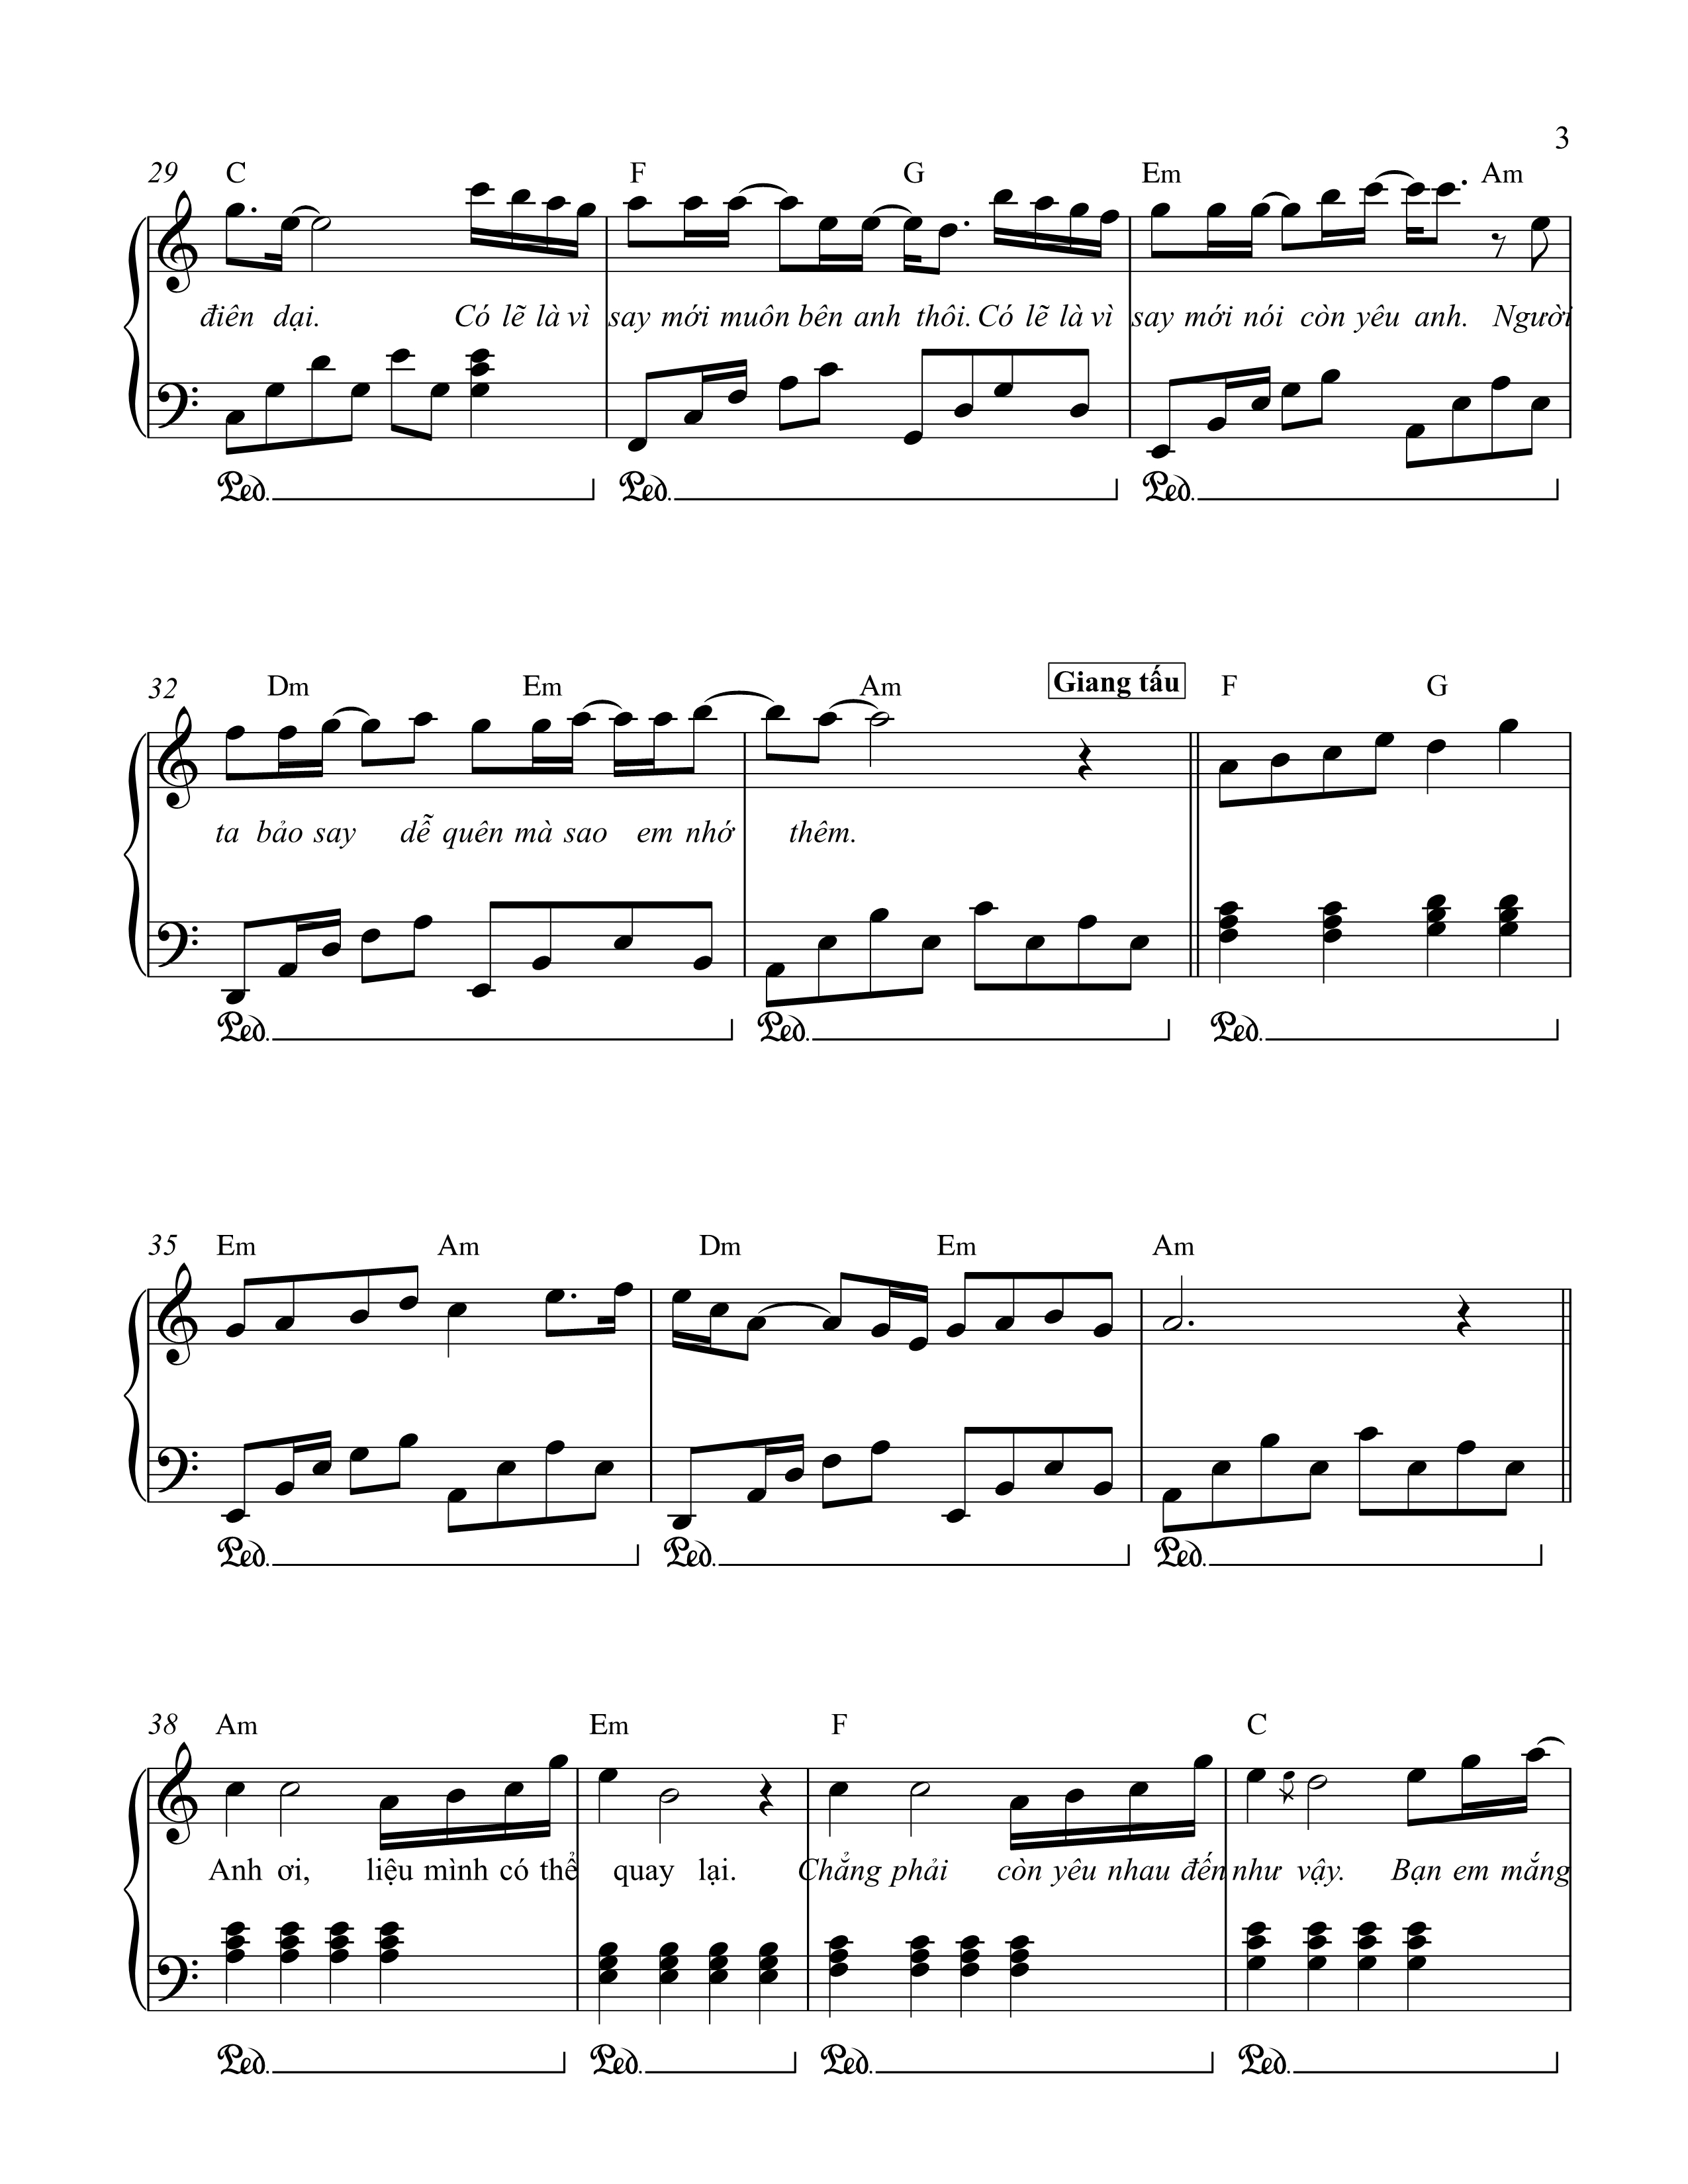 3
29 C F G Em Am
điên dại. Có lẽ là vì say mới muôn bên anh thôi. Có lẽ là vì say mới nói còn yêu anh. Người
Ped. Ped. Ped.
32 Dm Em Am Giang tấu F G
ta bảo say dễ quên mà sao em nhớ thêm.
Ped. Ped. Ped.
35 Em Am Dm Em Am
Ped. Ped. Ped.
38 Am Em F C
Anh ơi, liệu mình có thể quay lại. Chẳng phải còn yêu nhau đến như vậy. Bạn em mắng
Ped. Ped. Ped. Ped.